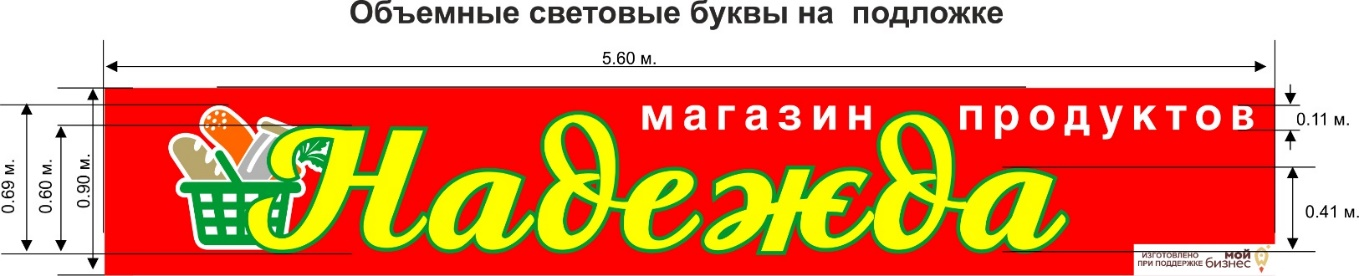 Объемные световые буквы на подложке
5.60 м.
магазин продуктов
0.11 м.
0.69 м.
0.60 м.
0.90 м.
Надежда
0.41 м.
ИЗГОТОВЛЕНО
ПРИ ПОДДЕРЖКЕ
МОЙ
БИЗНЕС